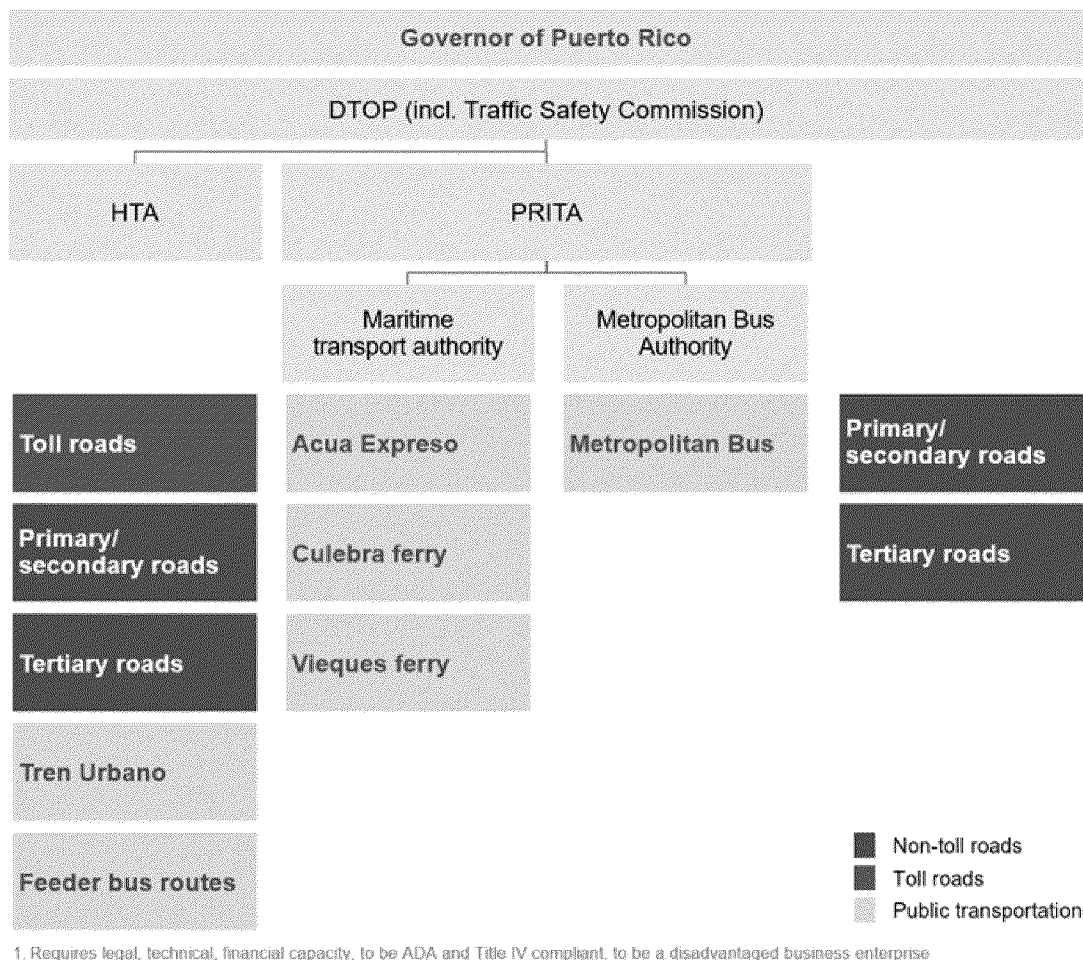 Governor of Puerto Rico
DTOP (incl. Traffic Safety Commission)
HTA
PRITA
Maritime
transport authority
Metropolitan Bus
Authority
Toll roads
Acua Expreso
Metropolitan Bus
Primary/
secondary roads
Primary/
secondary roads
Culebra ferry
Tertiary roads
Tertiary roads
Vieques ferry
Tren Urbano
Feeder bus routes
Non-toll roads
Toll roads
Public transportation
1. Requires legal, technical, financial capacity, to be ADA and Title IV compliant, to be a disadvantaged business enterprise